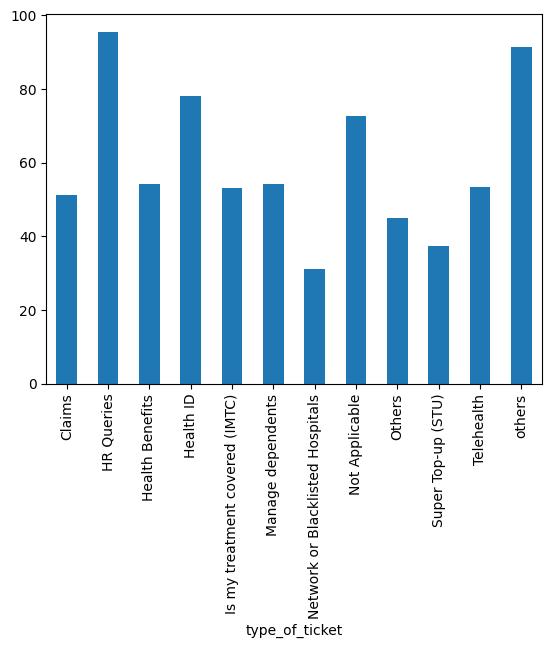 100
80
60
40
20
0
Claims
HR Queries
Health Benefits
Health ID
Is my treatment covered (IMTC)
Manage dependents
Network or Blacklisted Hospitals
Not Applicable
Others
Super Top-up (STU)
Telehealth
others
type_of_ticket